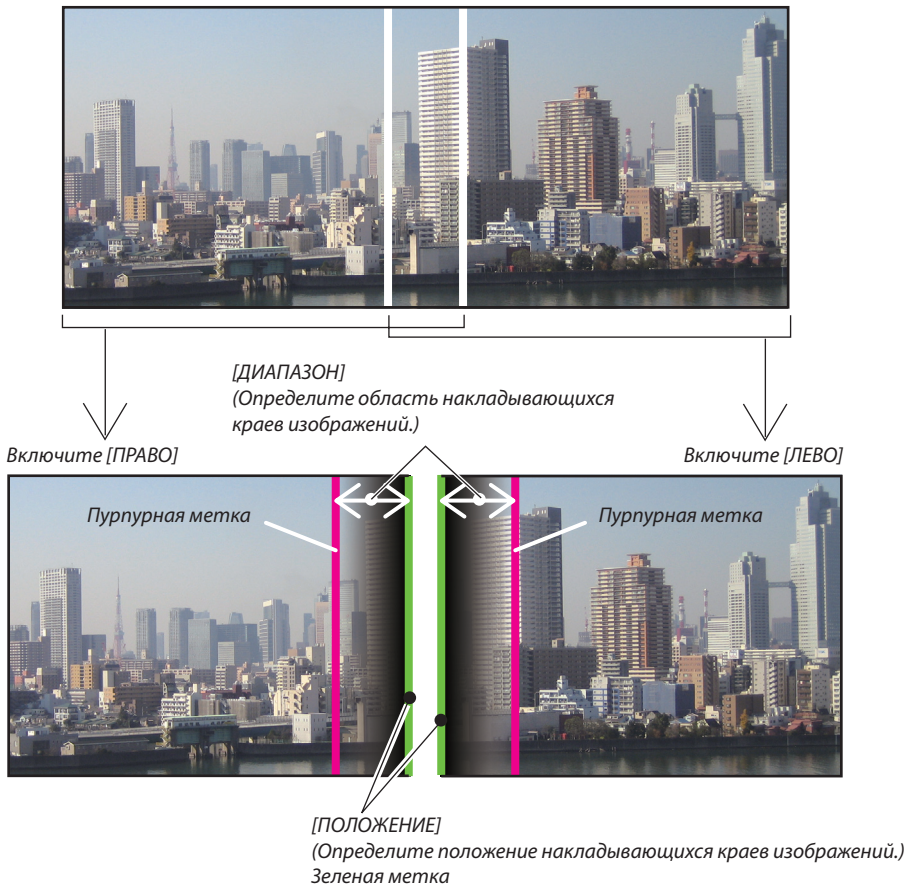 [ДИАПАЗОН]
(Определите область накладывающихся
краев изображений.)
Включите [ПРАВО]
Включите [ЛЕВО]
Пурпурная метка
Пурпурная метка
[ПОЛОЖЕНИЕ]
(Определите положение накладывающихся краев изображений.)
Зеленая метка